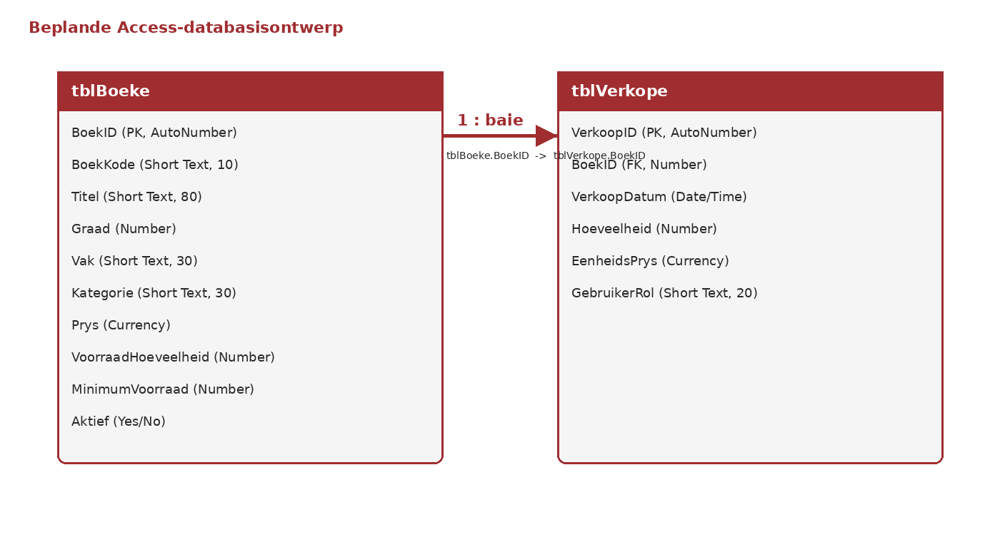 Beplande Access-databasisontwerp
tblBoeke
BoekID (PK, AutoNumber)
BoekKode (Short Text, 10)
Titel (Short Text, 80)
Graad (Number)
Vak (Short Text, 30)
Kategorie (Short Text, 30)
Prys (Currency)
VoorraadHoeveelheid (Number)
MinimumVoorraad (Number)
Aktief (Yes/No)
1 : baie
tblBoeke.BoekID -> tblVerkope.BoekID
tblVerkope
VerkoopID (PK, AutoNumber)
BoekID (FK, Number)
VerkoopDatum (Date/Time)
Hoeveelheid (Number)
EenheidsPrys (Currency)
GebruikerRol (Short Text, 20)